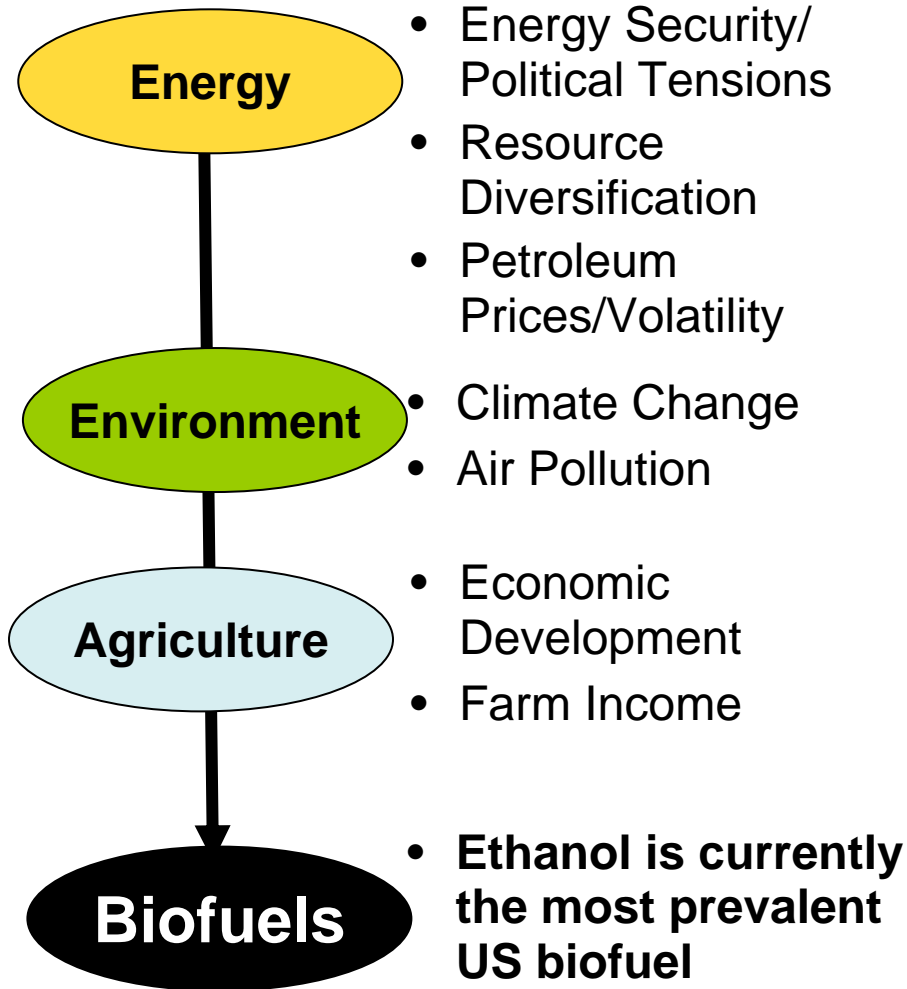 Energy
• Energy Security/
Political Tensions
• Resource
Diversification
• Petroleum
Prices/Volatility
Environment
• Climate Change
• Air Pollution
Agriculture
• Economic
Development
• Farm Income
Biofuels
• Ethanol is currently
the most prevalent
US biofuel